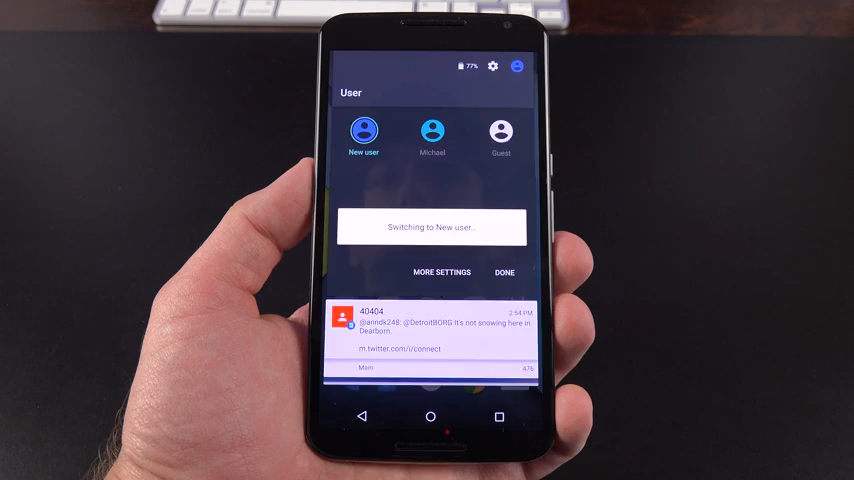 77%
User
New user
Michael
Guest
Switching to New user...
MORE SETTINGS
DONE
40404
2:54 PM
@anndk248: @DetroitBORG It's not snowing here in
Dearborn.
m.twitter.com/i/connect
Main
476